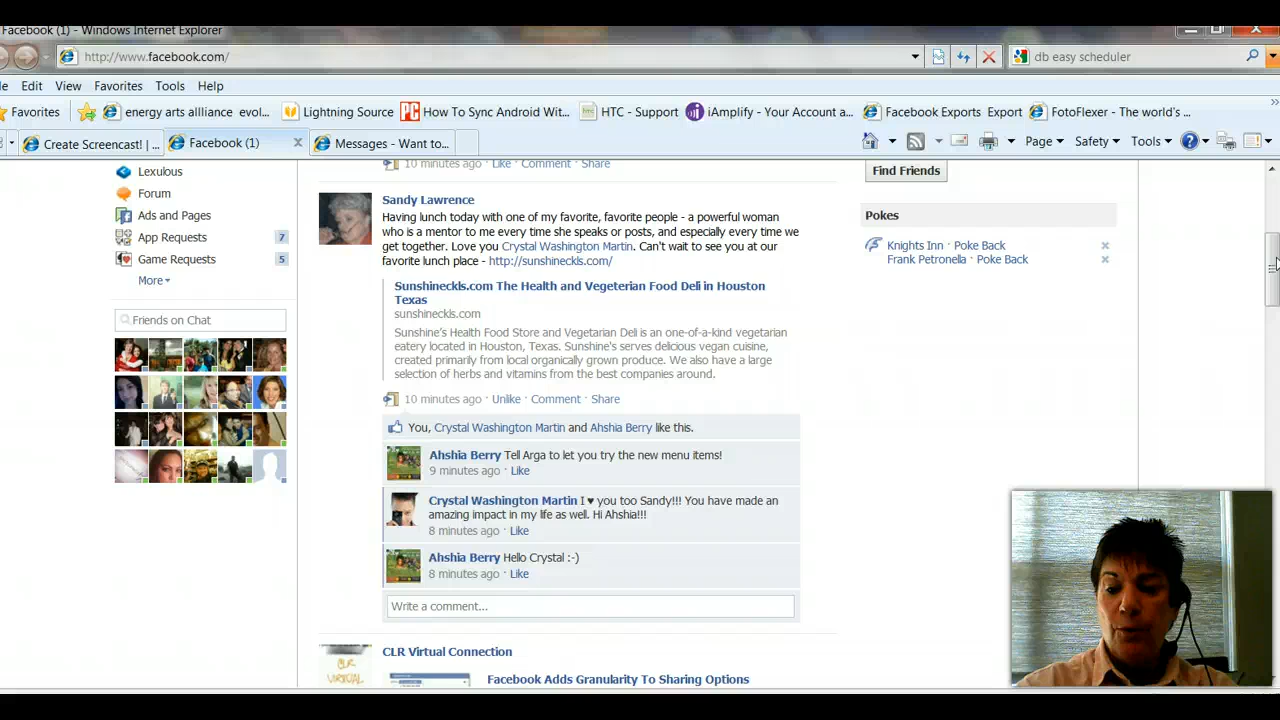 Facebook (1) - Windows Internet Explorer
http://www.facebook.com/
db easy scheduler
Edit View Favorites Tools Help
Favorites energy arts allliance evol... Lightning Source How To Sync Android Wit... HTC - Support iAmplify - Your Account a... Facebook Exports Export FotoFlexer - The world's ...
Create Screencast! | ... Facebook (1) Messages - Want to... Page Safety Tools
Lexulous
Forum
Ads and Pages
App Requests 7
Game Requests 5
More
Friends on Chat
10 minutes ago · Like · Comment · Share
Sandy Lawrence
Having lunch today with one of my favorite, favorite people - a powerful woman
who is a mentor to me every time she speaks or posts, and especially every time we
get together. Love you Crystal Washington Martin. Can't wait to see you at our
favorite lunch place - http://sunshineckls.com/
Sunshineckls.com The Health and Vegeterian Food Deli in Houston
Texas
sunshineckls.com
Sunshine's Health Food Store and Vegetarian Deli is an one-of-a-kind vegetarian
eatery located in Houston, Texas. Sunshine's serves delicious vegan cuisine,
created primarily from local organically grown produce. We also have a large
selection of herbs and vitamins from the best companies around.
10 minutes ago · Unlike · Comment · Share
You, Crystal Washington Martin and Ahshia Berry like this.
Ahshia Berry Tell Arga to let you try the new menu items!
9 minutes ago · Like
Crystal Washington Martin I ♥ you too Sandy!!! You have made an
amazing impact in my life as well. Hi Ahshia!!!
8 minutes ago · Like
Ahshia Berry Hello Crystal :-)
8 minutes ago · Like
Write a comment...
CLR Virtual Connection
Facebook Adds Granularity To Sharing Options
Find Friends
Pokes
Knights Inn · Poke Back
Frank Petronella · Poke Back